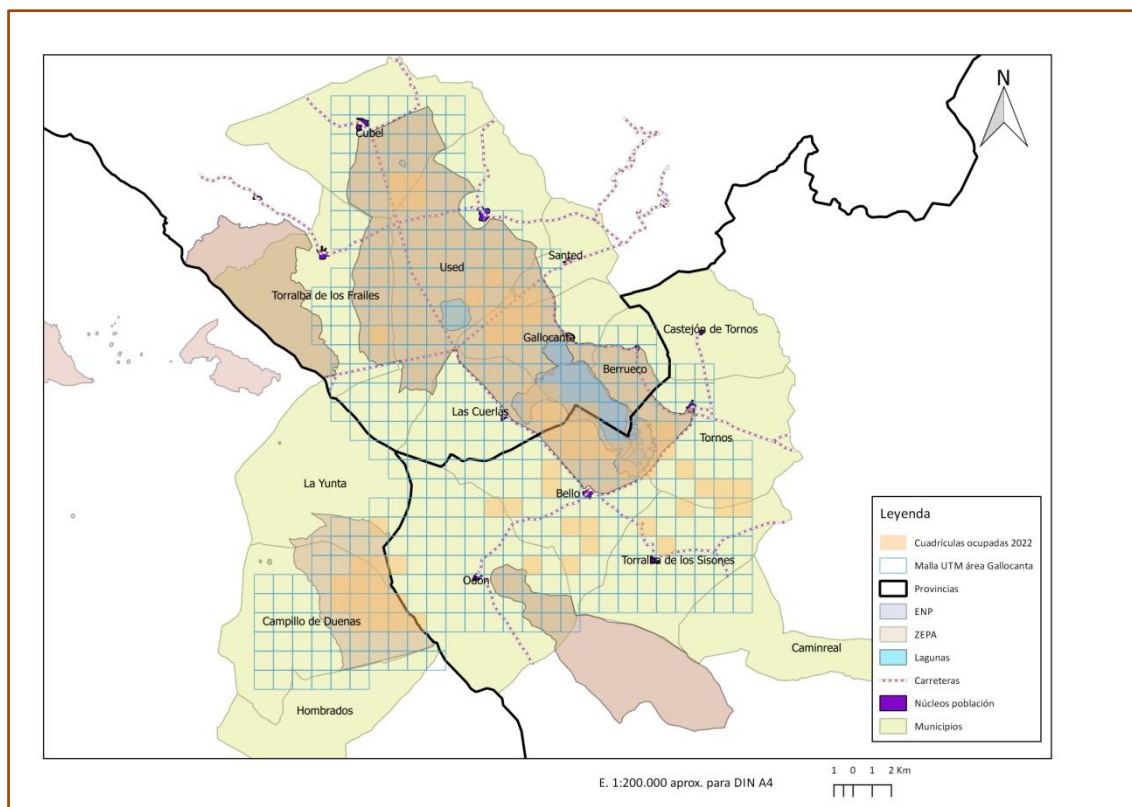 N
Cubel
Santed
Used
Torralba de los Frailes
Castejón de Tornos
Gallocanta
Berrueco
Las Cuerlas
Tornos
La Yunta
Bello
Torralba de los Sisones
Odón
Campillo de Duenas
Caminreal
Hombrados
Leyenda
Cuadrículas ocupadas 2022
Malla UTM área Gallocanta
Provincias
ENP
ZEPA
Lagunas
Carreteras
Núcleos población
Municipios
E. 1:200.000 aprox. para DIN A4
1 0 1 2 Km